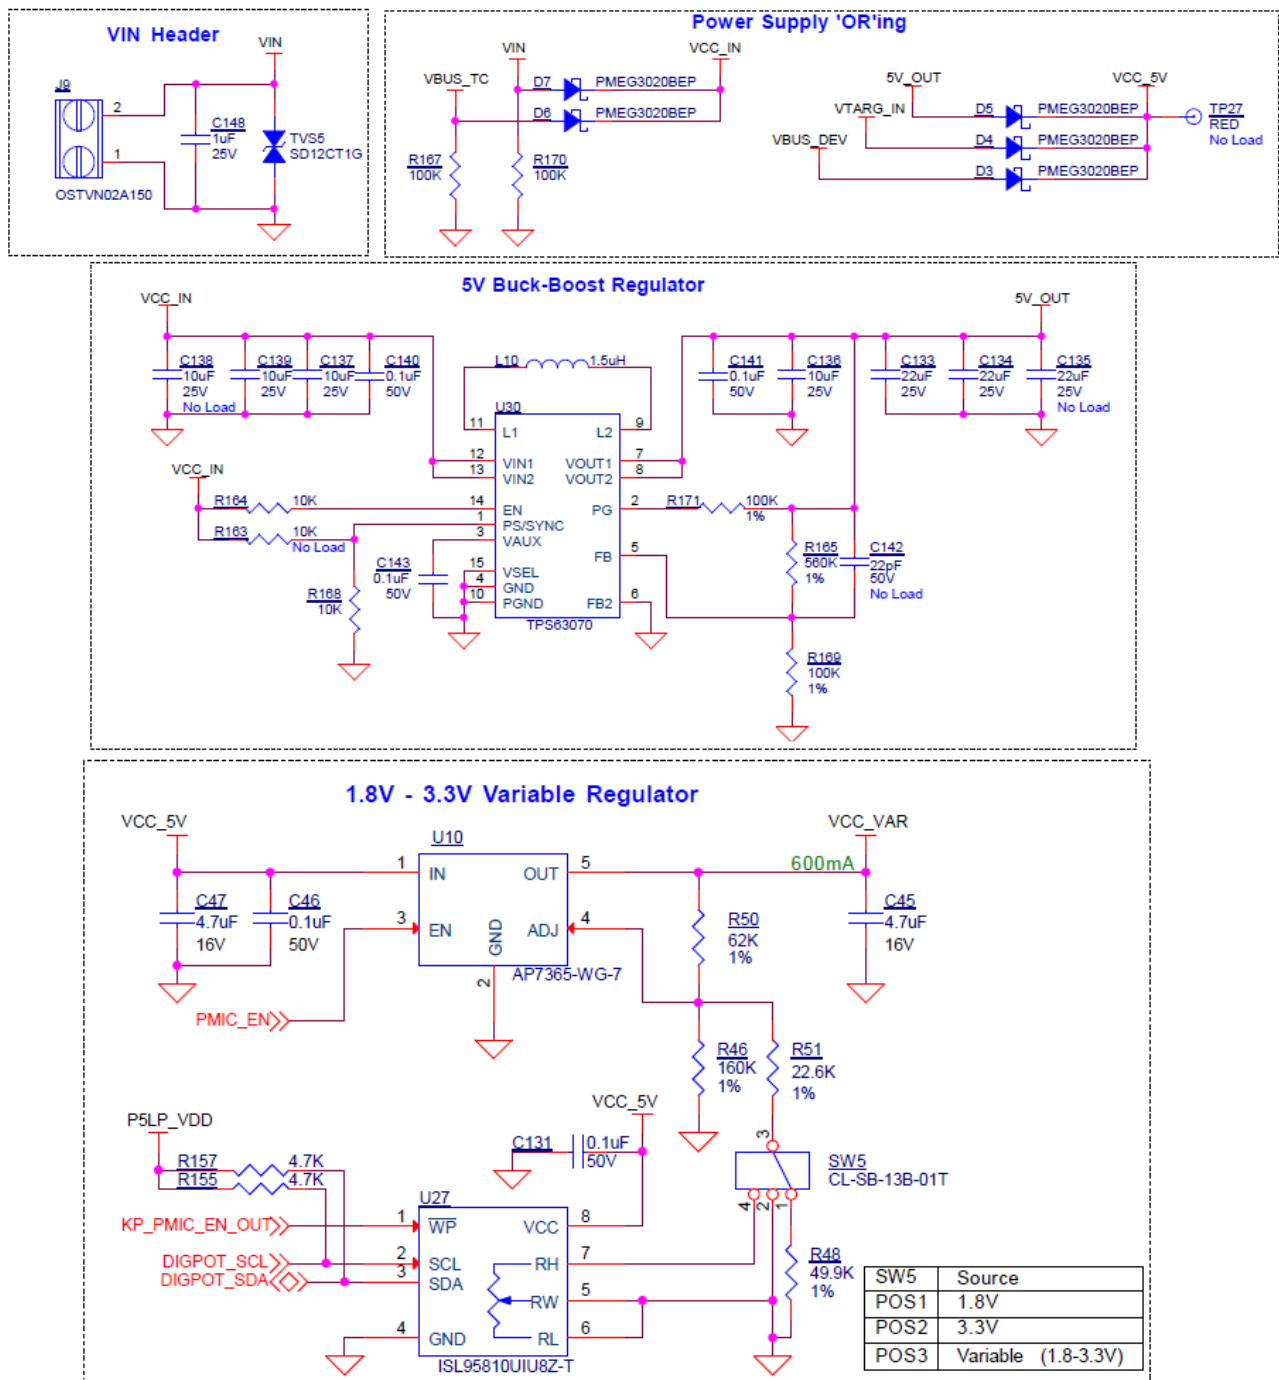 VIN Header
VIN
J9
2
1
C148
1uF
25V
TVS5
SD12CT1G
OSTVN02A150
Power Supply 'OR'ing
VIN
VCC_IN
VBUS_TC
D7
PMEG3020BEP
D6
PMEG3020BEP
R167
100K
R170
100K
5V_OUT
VCC_5V
VTARG_IN
D5
PMEG3020BEP
TP27
RED
No Load
VBUS_DEV
D4
PMEG3020BEP
D3
PMEG3020BEP
5V Buck-Boost Regulator
VCC_IN
5V_OUT
C138
10uF
25V
No Load
C139
10uF
25V
C137
10uF
25V
C140
0.1uF
50V
L10
1.5uH
C141
0.1uF
50V
C136
10uF
25V
C133
22uF
25V
C134
22uF
25V
C135
22uF
25V
No Load
U30
11
L1
L2
9
12
VIN1
VOUT1
7
13
VIN2
VOUT2
8
VCC_IN
R164
10K
14
EN
PG
2
R171
100K
1%
R163
10K
No Load
1
PS/SYNC
3
VAUX
FB
5
C143
0.1uF
50V
15
VSEL
4
GND
10
PGND
FB2
6
TPS63070
R168
10K
R165
560K
1%
C142
22pF
50V
No Load
R169
100K
1%
1.8V - 3.3V Variable Regulator
VCC_5V
VCC_VAR
U10
1
IN
OUT
5
600mA
C47
4.7uF
16V
C46
0.1uF
50V
3
EN
GND
ADJ
4
2
AP7365-WG-7
R50
62K
1%
C45
4.7uF
16V
PMIC_EN
R46
160K
1%
R51
22.6K
1%
P5LP_VDD
VCC_5V
R157
4.7K
R155
4.7K
C131
0.1uF
50V
3
SW5
CL-SB-13B-01T
4
2
1
U27
KP_PMIC_EN_OUT
1
WP
VCC
8
DIGPOT_SCL
2
SCL
RH
7
DIGPOT_SDA
3
SDA
RW
5
4
GND
RL
6
ISL95810UIU8Z-T
R48
49.9K
1%
SW5 Source
POS1 1.8V
POS2 3.3V
POS3 Variable (1.8-3.3V)